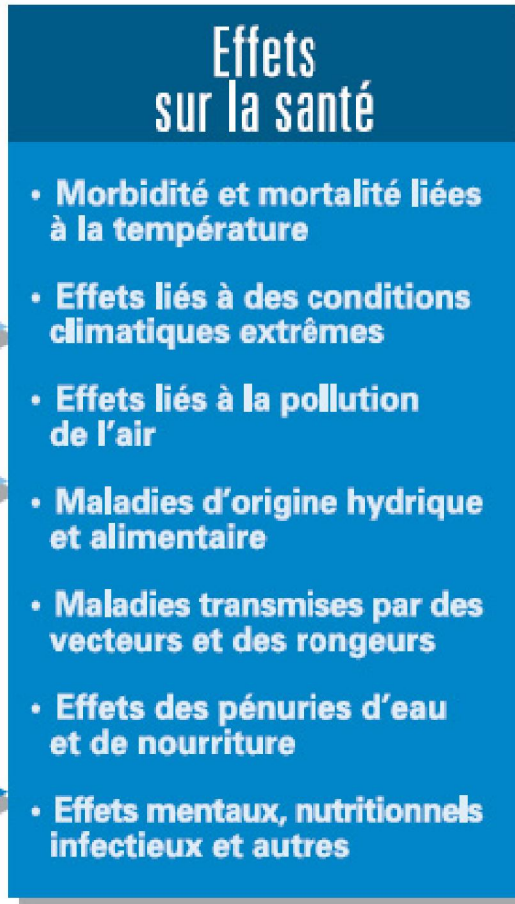 Effets
sur la santé
• Morbidité et mortalité liées
à la température
• Effets liés à des conditions
climatiques extrêmes
• Effets liés à la pollution
de l'air
• Maladies d'origine hydrique
et alimentaire
• Maladies transmises par des
vecteurs et des rongeurs
• Effets des pénuries d'eau
et de nourriture
• Effets mentaux, nutritionnels
infectieux et autres